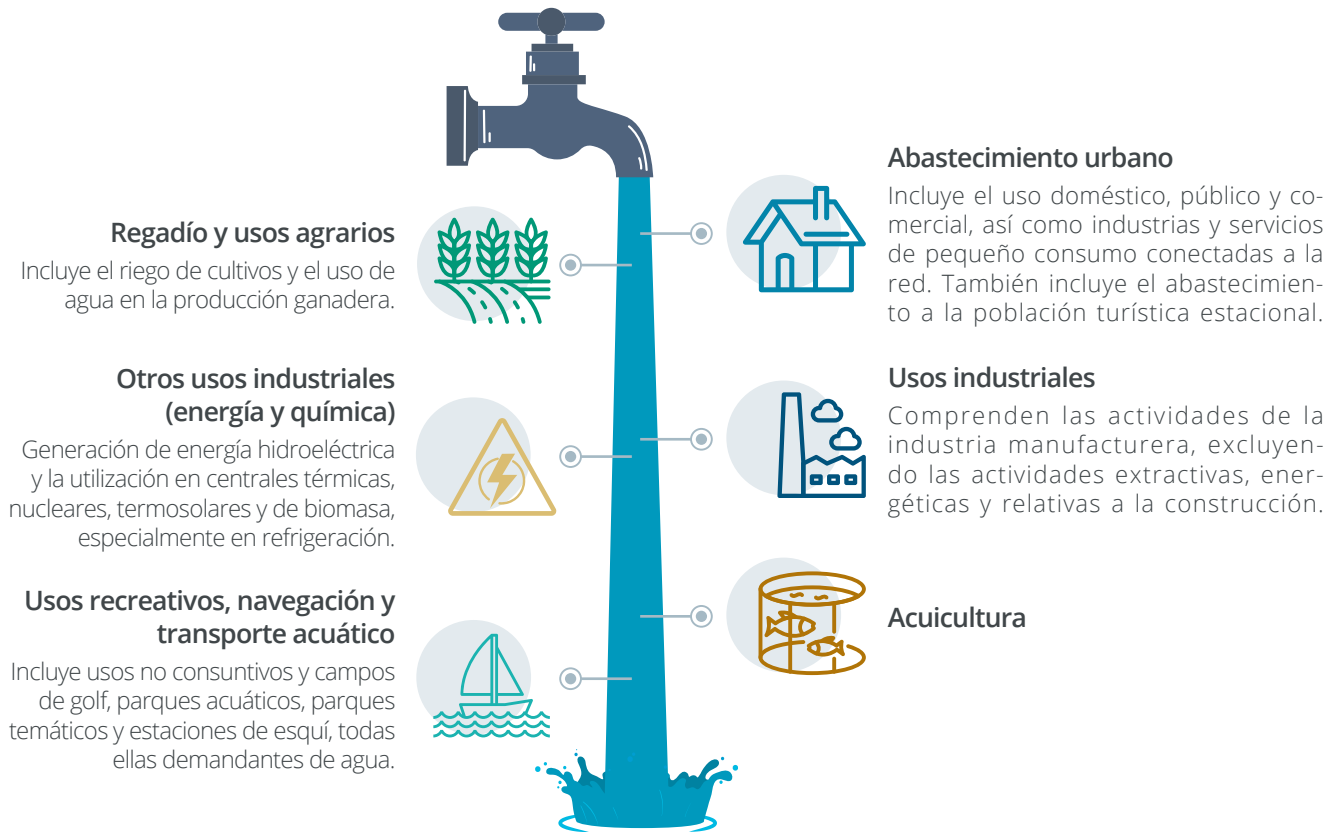 Abastecimiento urbano
Incluye el uso doméstico, público y co-
mercial, así como industrias y servicios
de pequeño consumo conectadas a la
red. También incluye el abastecimien-
to a la población turística estacional.
Regadío y usos agrarios
Incluye el riego de cultivos y el uso de
agua en la producción ganadera.
Usos industriales
Comprenden las actividades de la
industria manufacturera, excluyen-
do las actividades extractivas, ener-
géticas y relativas a la construcción.
Otros usos industriales
(energía y química)
Generación de energía hidroeléctrica
y la utilización en centrales térmicas,
nucleares, termosolares y de biomasa,
especialmente en refrigeración.
Acuicultura
Usos recreativos, navegación y
transporte acuático
Incluye usos no consuntivos y campos
de golf, parques acuáticos, parques
temáticos y estaciones de esquí, todas
ellas demandantes de agua.